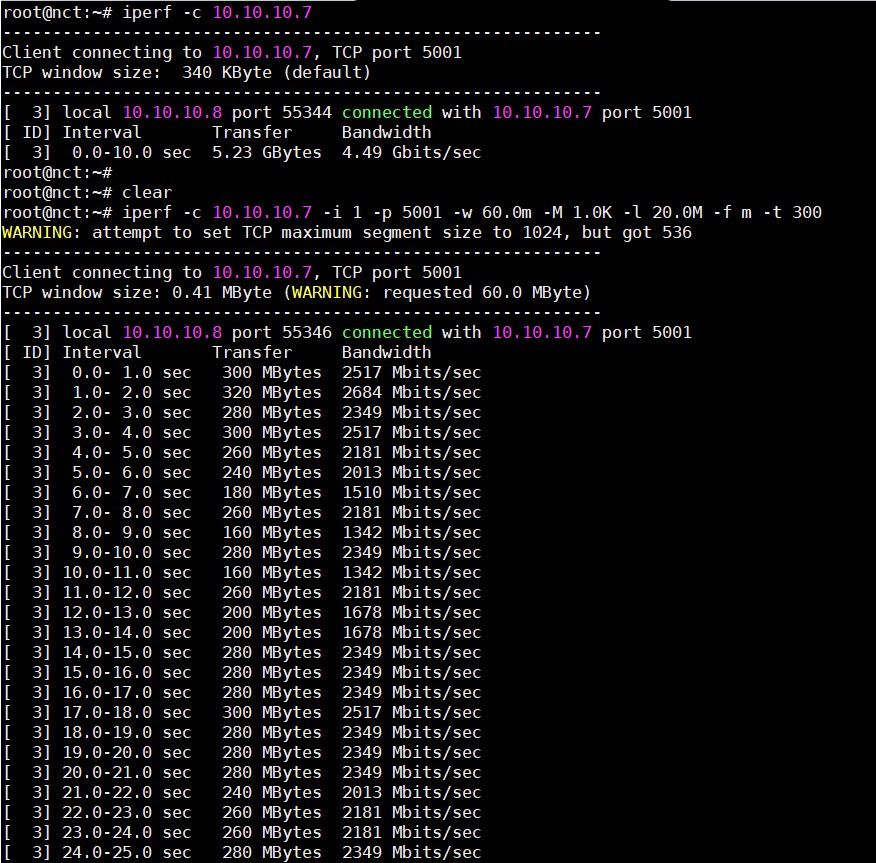 root@nct:~# iperf -c 10.10.10.7
------------------------------------------------------------
Client connecting to 10.10.10.7, TCP port 5001
TCP window size:  340 KByte (default)
------------------------------------------------------------
[  3] local 10.10.10.8 port 55344 connected with 10.10.10.7 port 5001
[ ID] Interval       Transfer     Bandwidth
[  3]  0.0-10.0 sec  5.23 GBytes  4.49 Gbits/sec
root@nct:~#
root@nct:~# clear
root@nct:~# iperf -c 10.10.10.7 -i 1 -p 5001 -w 60.0m -M 1.0K -l 20.0M -f m -t 300
WARNING: attempt to set TCP maximum segment size to 1024, but got 536
------------------------------------------------------------
Client connecting to 10.10.10.7, TCP port 5001
TCP window size: 0.41 MByte (WARNING: requested 60.0 MByte)
------------------------------------------------------------
[  3] local 10.10.10.8 port 55346 connected with 10.10.10.7 port 5001
[ ID] Interval       Transfer     Bandwidth
[  3]  0.0- 1.0 sec   300 MBytes  2517 Mbits/sec
[  3]  1.0- 2.0 sec   320 MBytes  2684 Mbits/sec
[  3]  2.0- 3.0 sec   280 MBytes  2349 Mbits/sec
[  3]  3.0- 4.0 sec   300 MBytes  2517 Mbits/sec
[  3]  4.0- 5.0 sec   260 MBytes  2181 Mbits/sec
[  3]  5.0- 6.0 sec   240 MBytes  2013 Mbits/sec
[  3]  6.0- 7.0 sec   180 MBytes  1510 Mbits/sec
[  3]  7.0- 8.0 sec   260 MBytes  2181 Mbits/sec
[  3]  8.0- 9.0 sec   160 MBytes  1342 Mbits/sec
[  3]  9.0-10.0 sec   280 MBytes  2349 Mbits/sec
[  3] 10.0-11.0 sec   160 MBytes  1342 Mbits/sec
[  3] 11.0-12.0 sec   260 MBytes  2181 Mbits/sec
[  3] 12.0-13.0 sec   200 MBytes  1678 Mbits/sec
[  3] 13.0-14.0 sec   200 MBytes  1678 Mbits/sec
[  3] 14.0-15.0 sec   280 MBytes  2349 Mbits/sec
[  3] 15.0-16.0 sec   280 MBytes  2349 Mbits/sec
[  3] 16.0-17.0 sec   280 MBytes  2349 Mbits/sec
[  3] 17.0-18.0 sec   300 MBytes  2517 Mbits/sec
[  3] 18.0-19.0 sec   280 MBytes  2349 Mbits/sec
[  3] 19.0-20.0 sec   280 MBytes  2349 Mbits/sec
[  3] 20.0-21.0 sec   280 MBytes  2349 Mbits/sec
[  3] 21.0-22.0 sec   240 MBytes  2013 Mbits/sec
[  3] 22.0-23.0 sec   260 MBytes  2181 Mbits/sec
[  3] 23.0-24.0 sec   260 MBytes  2181 Mbits/sec
[  3] 24.0-25.0 sec   280 MBytes  2349 Mbits/sec